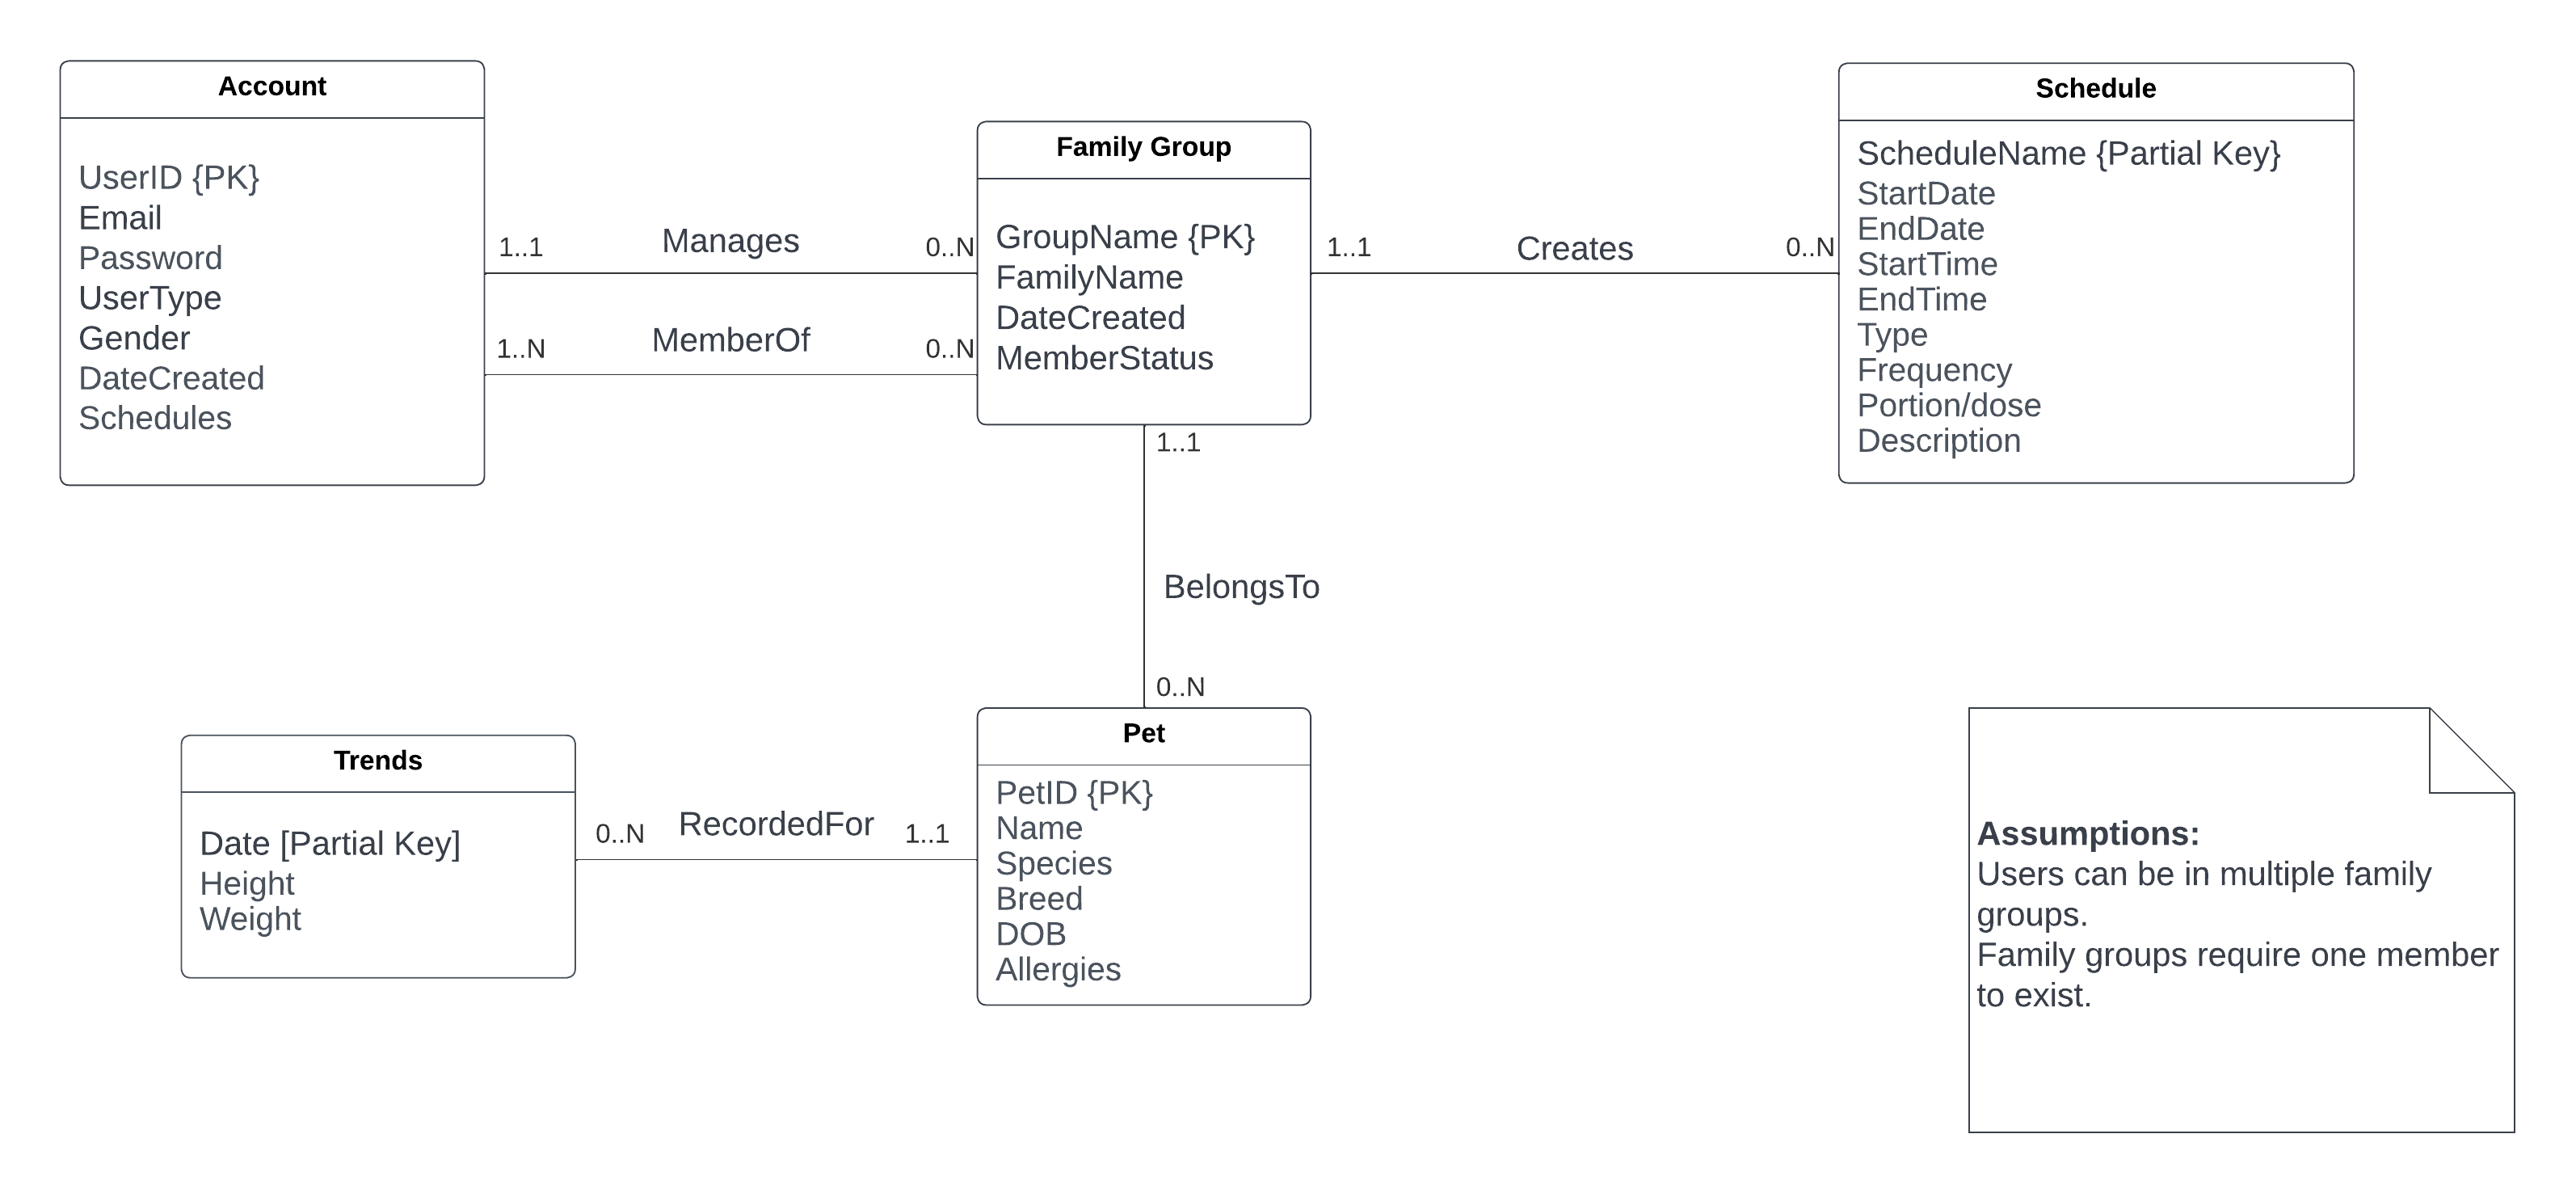 Account
UserID {PK}
Email
Password
UserType
Gender
DateCreated
Schedules
1..1
Manages
0..N
1..N
MemberOf
0..N
Family Group
GroupName {PK}
FamilyName
DateCreated
MemberStatus
1..1
Creates
0..N
Schedule
ScheduleName {Partial Key}
StartDate
EndDate
StartTime
EndTime
Type
Frequency
Portion/dose
Description
1..1
BelongsTo
0..N
Trends
Date [Partial Key]
Height
Weight
0..N
RecordedFor
1..1
Pet
PetID {PK}
Name
Species
Breed
DOB
Allergies
Assumptions:
Users can be in multiple family
groups.
Family groups require one member
to exist.